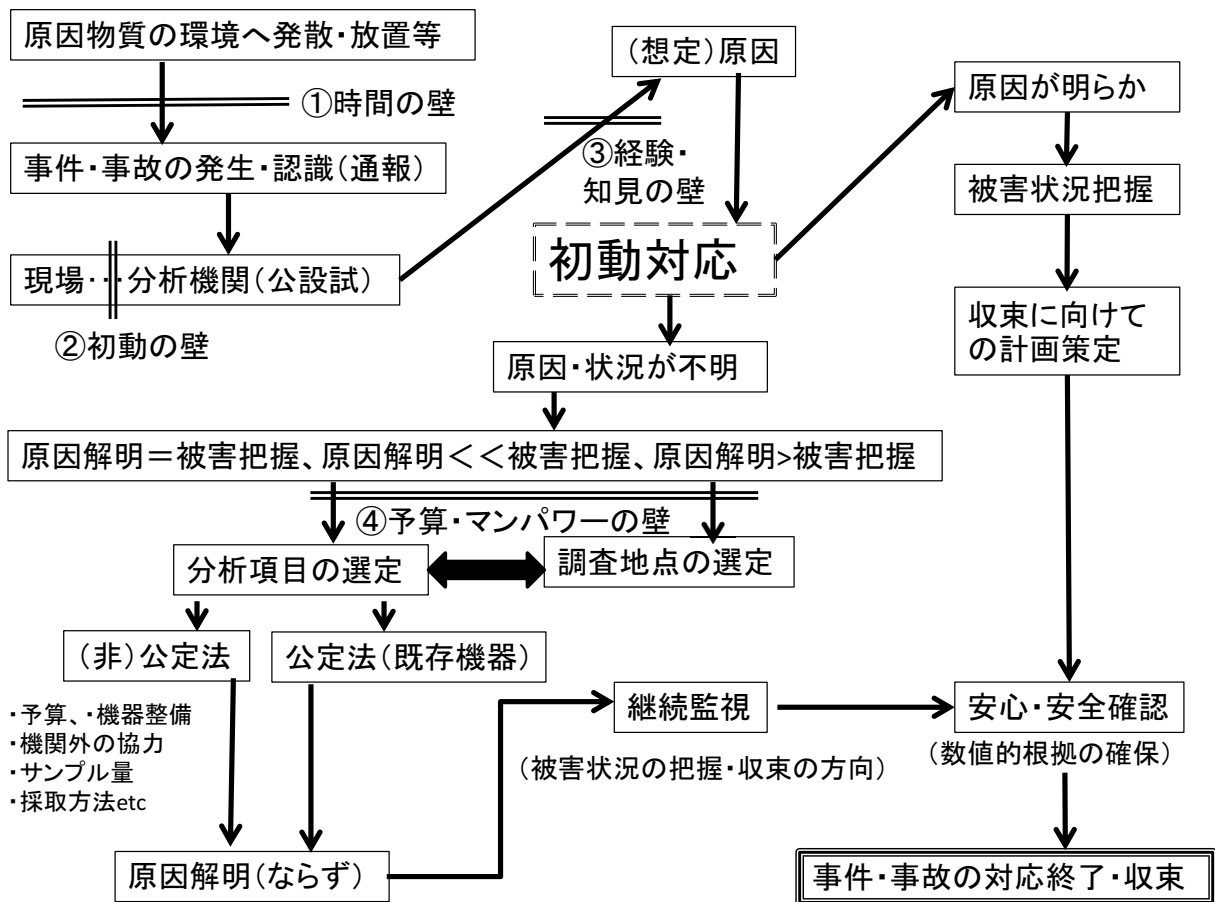 原因物質の環境へ発散・放置等
①時間の壁
事件・事故の発生・認識（通報）
現場‥･分析機関（公設試）
②初動の壁
（想定）原因
③経験・
知見の壁
初動対応
原因が明らか
被害状況把握
収束に向けて
の計画策定
原因・状況が不明
原因解明＝被害把握、原因解明＜＜被害把握、原因解明>被害把握
④予算・マンパワーの壁
分析項目の選定
調査地点の選定
（非）公定法
公定法（既存機器）
・予算、・機器整備
・機関外の協力
・サンプル量
・採取方法etc
原因解明（ならず）
継続監視
（被害状況の把握・収束の方向）
安心・安全確認
（数値的根拠の確保）
事件・事故の対応終了・収束